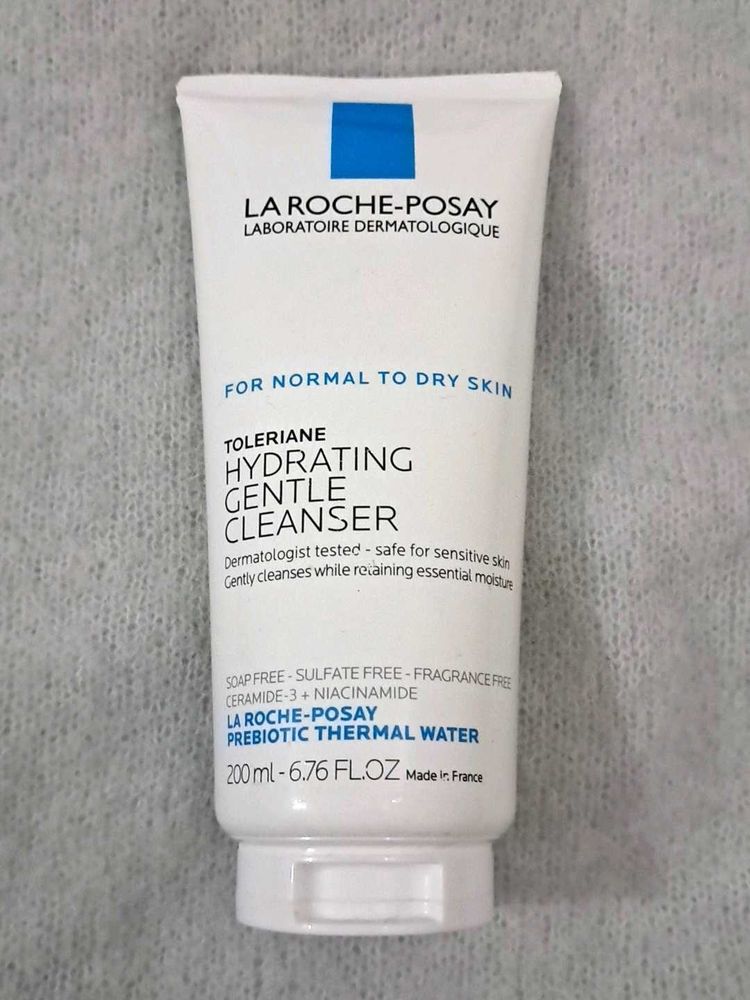 LA ROCHE-POSAY
LABORATOIRE DERMATOLOGIQUE
FOR NORMAL TO DRY SKIN
TOLERIANE
HYDRATING
GENTLE
CLEANSER
Dermatologist tested - safe for sensitive skin
Gently cleanses while retaining essential moisture
SOAP FREE - SULFATE FREE - FRAGRANCE FREE
CERAMIDE-3 + NIACINAMIDE
LA ROCHE-POSAY
PREBIOTIC THERMAL WATER
200 ml - 6.76 FL.OZ Made in France